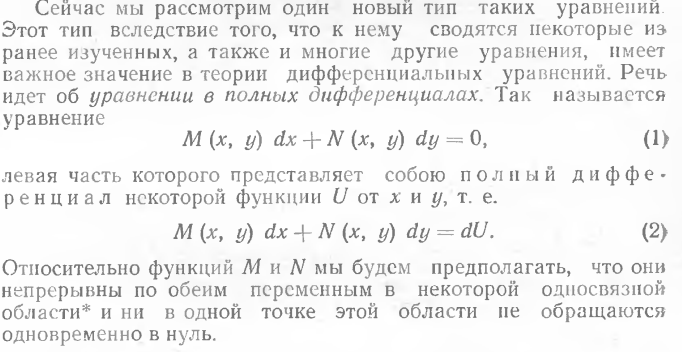 Сейчас мы рассмотрим один новый тип таких уравнений.
Этот тип вследствие того, что к нему сводятся некоторые из
ранее изученных, а также и многие другие уравнения, имеет
важное значение в теории дифференциальных уравнений. Речь
идет об уравнении в полных дифференциалах. Так называется
уравнение
M (x, y) dx + N (x, y) dy = 0, (1)
левая часть которого представляет собою полный диффе-
ренциал некоторой функции U от x и y, т. е.
M (x, y) dx + N (x, y) dy = dU. (2)
Относительно функций M и N мы будем предполагать, что они
непрерывны по обеим переменным в некоторой односвязной
области* и ни в одной точке этой области не обращаются
одновременно в нуль.